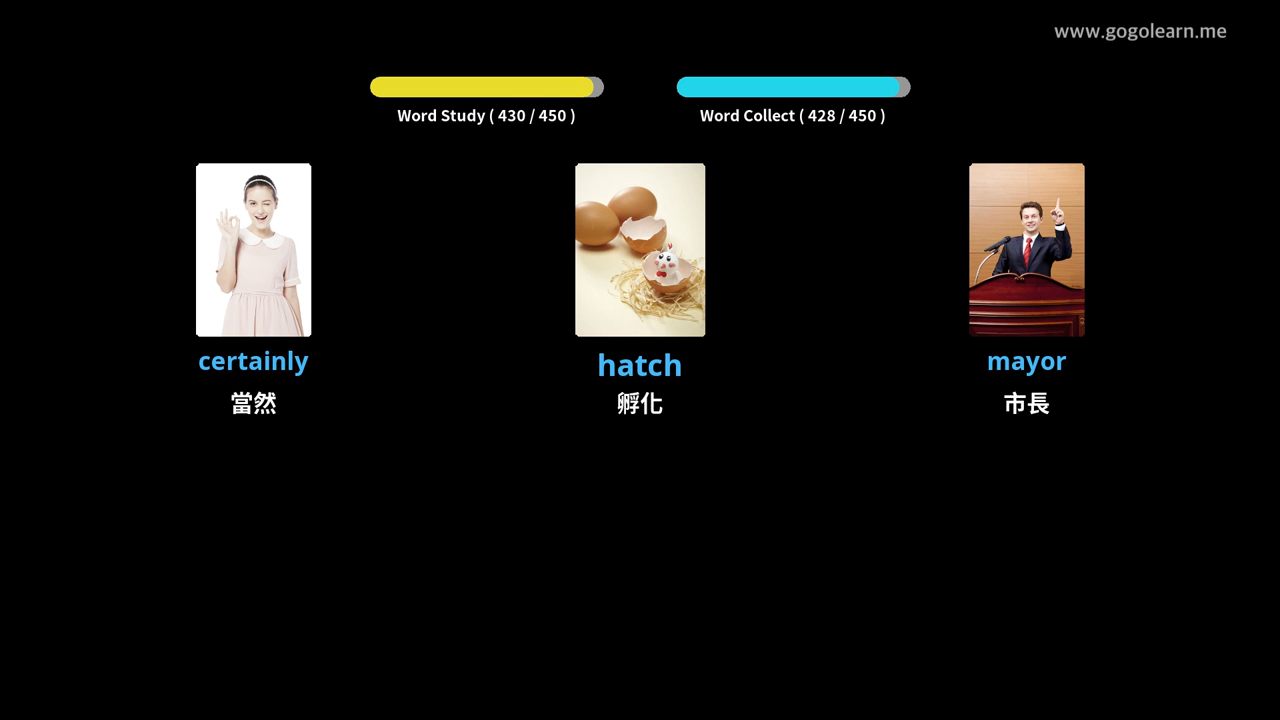 www.gogolearn.me
Word Study ( 430 / 450 )
Word Collect ( 428 / 450 )
certainly
當然
hatch
孵化
mayor
市長